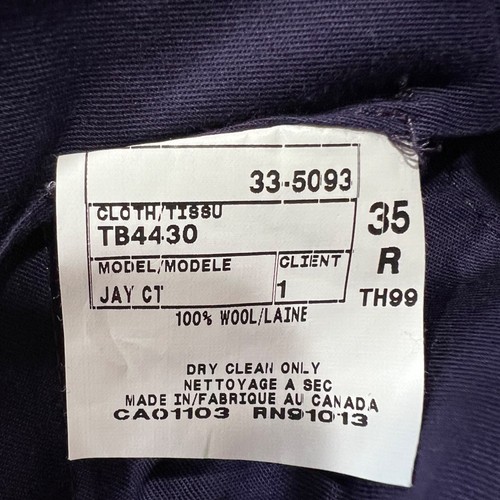 33-5093
CLOTH/TISSU
TB4430
35
R
MODEL/MODELE CLIENT
JAY CT 1
TH99
100% WOOL/LAINE
DRY CLEAN ONLY
NETTOYAGE A SEC
MADE IN/FABRIQUE AU CANADA
CA01103 RN91013